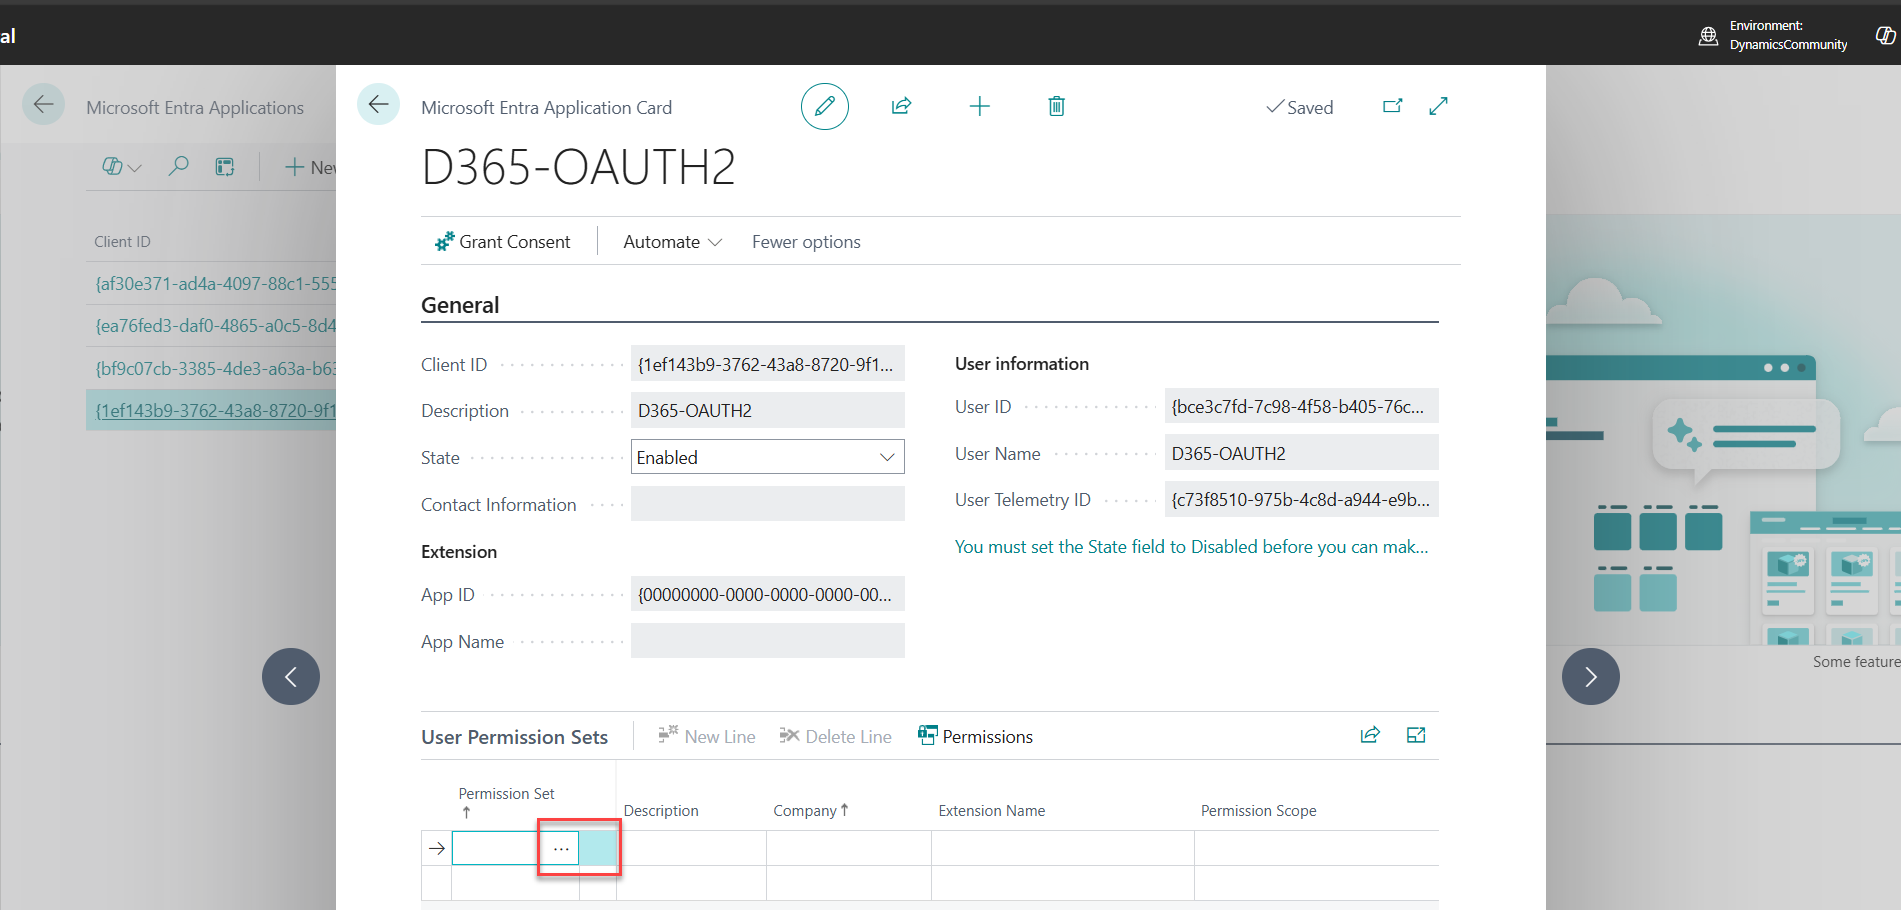 al
Environment:
DynamicsCommunity
Microsoft Entra Applications
New
Client ID
{af30e371-ad4a-4097-88c1-555
{ea76fed3-daf0-4865-a0c5-8d4
{bf9c07cb-3385-4de3-a63a-b63
{1ef143b9-3762-43a8-8720-9f1
Microsoft Entra Application Card
Saved
D365-OAUTH2
Grant Consent
Automate
Fewer options
General
Client ID
{1ef143b9-3762-43a8-8720-9f1...
Description
D365-OAUTH2
State
Enabled
Contact Information
Extension
App ID
{00000000-0000-0000-0000-00...
App Name
User information
User ID
{bce3c7fd-7c98-4f58-b405-76c...
User Name
D365-OAUTH2
User Telemetry ID
{c73f8510-975b-4c8d-a944-e9b...
You must set the State field to Disabled before you can mak...
Some feature
User Permission Sets
New Line
Delete Line
Permissions
Permission Set
Description
Company
Extension Name
Permission Scope